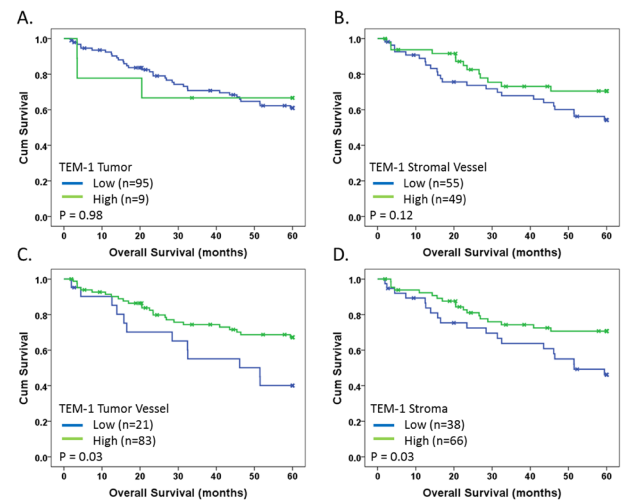 A.
1.0
0.8
0.6
0.4
0.2
0.0
Cum Survival
TEM-1 Tumor
Low (n=95)
High (n=9)
P = 0.98
0 10 20 30 40 50 60
Overall Survival (months)
B.
1.0
0.8
0.6
0.4
0.2
0.0
Cum Survival
TEM-1 Stromal Vessel
Low (n=55)
High (n=49)
P = 0.12
0 10 20 30 40 50 60
Overall Survival (months)
C.
1.0
0.8
0.6
0.4
0.2
0.0
Cum Survival
TEM-1 Tumor Vessel
Low (n=21)
High (n=83)
P = 0.03
0 10 20 30 40 50 60
Overall Survival (months)
D.
1.0
0.8
0.6
0.4
0.2
0.0
Cum Survival
TEM-1 Stroma
Low (n=38)
High (n=66)
P = 0.03
0 10 20 30 40 50 60
Overall Survival (months)